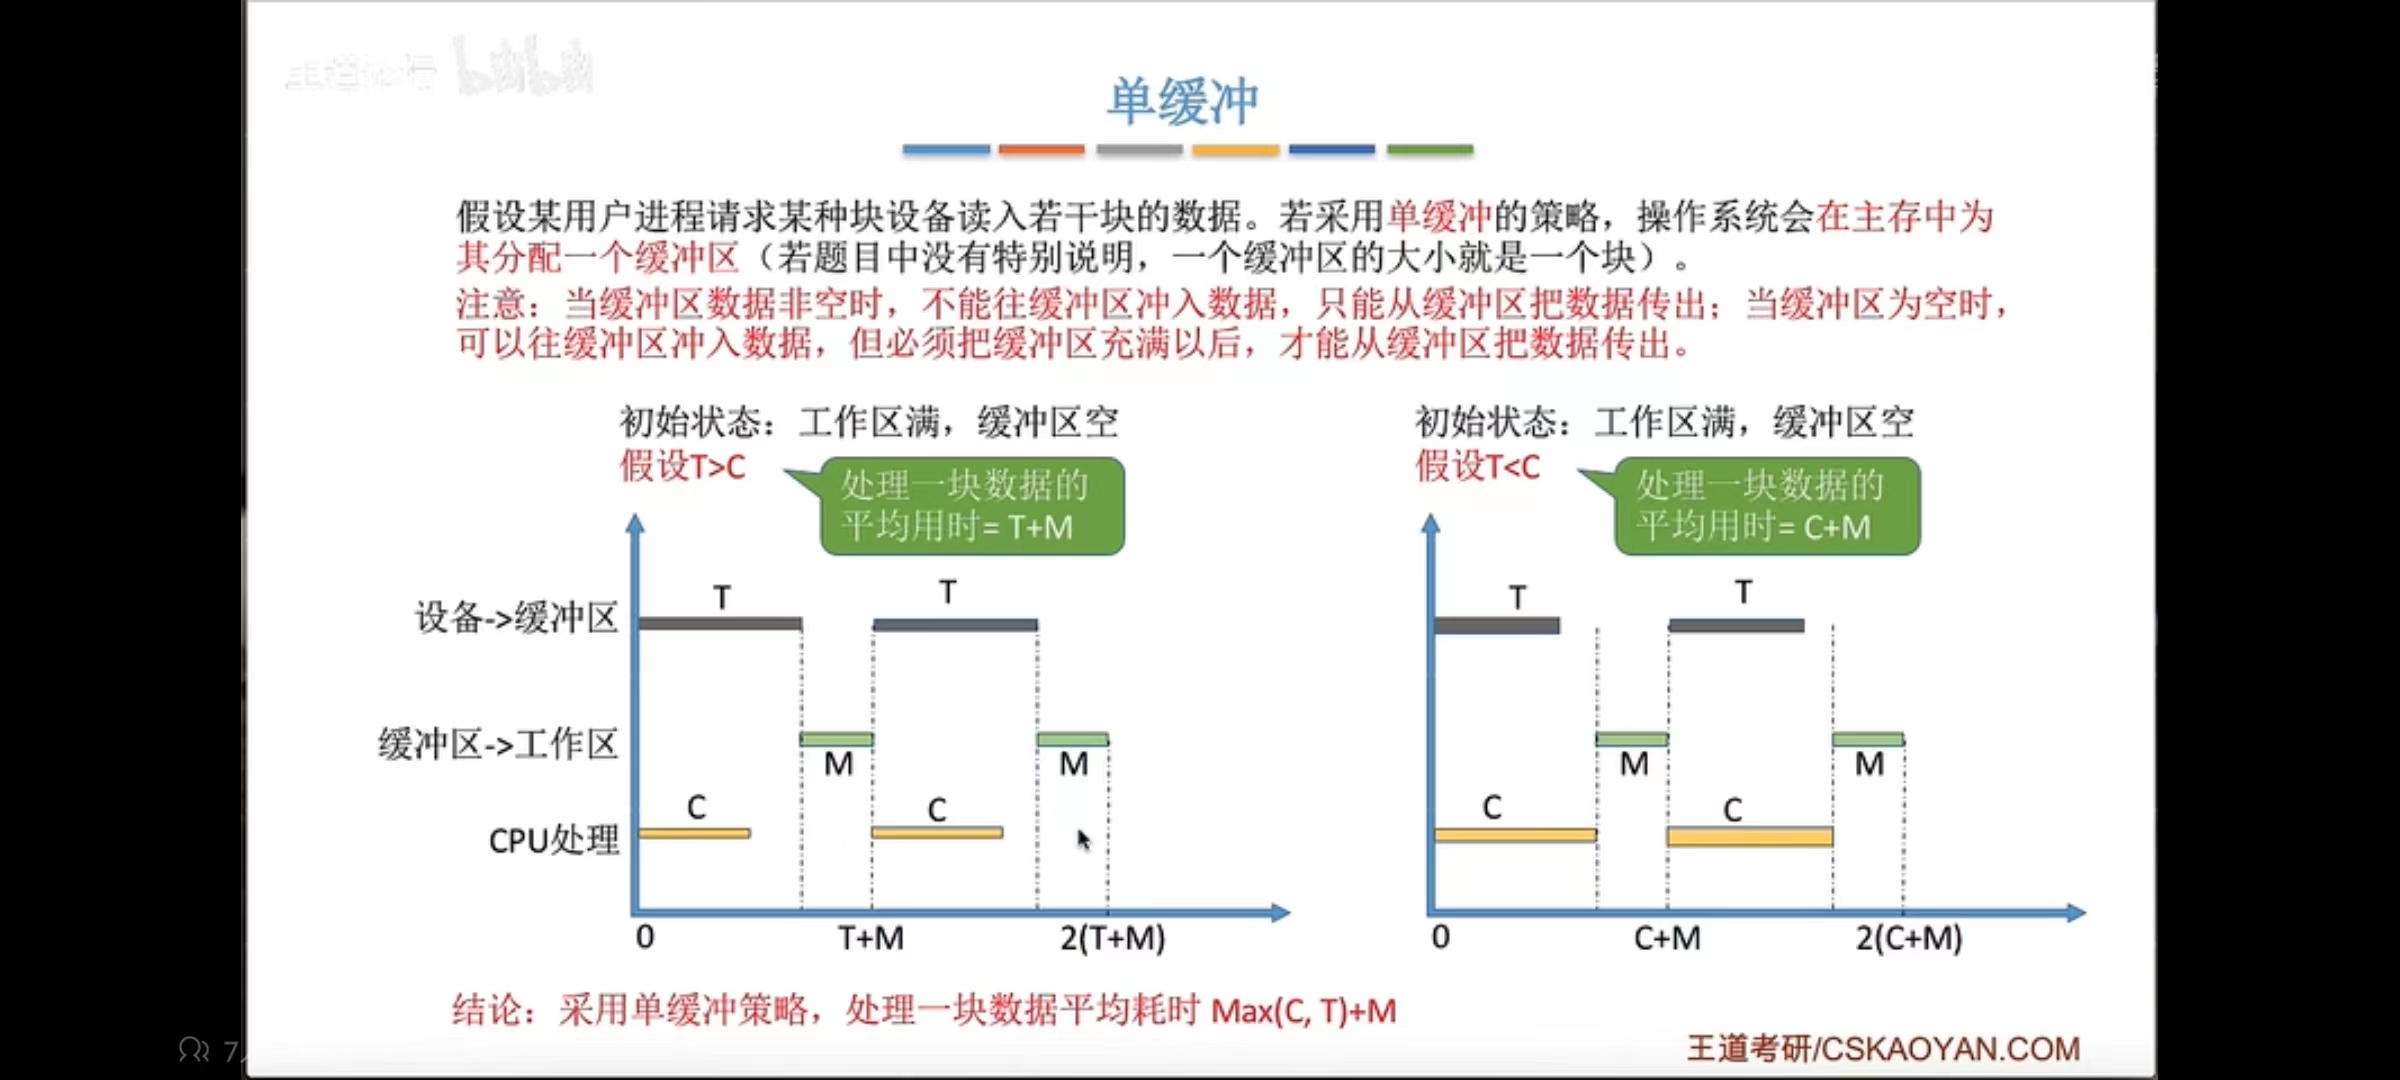 单缓冲
假设某用户进程请求某种块设备读入若干块的数据。若采用单缓冲的策略，操作系统会在主存中为
其分配一个缓冲区（若题目中没有特别说明，一个缓冲区的大小就是一个块）。
注意：当缓冲区数据非空时，不能往缓冲区冲入数据，只能从缓冲区把数据传出；当缓冲区为空时，
可以往缓冲区冲入数据，但必须把缓冲区充满以后，才能从缓冲区把数据传出。
初始状态：工作区满，缓冲区空
假设T>C
处理一块数据的
平均用时= T+M
T
T
设备->缓冲区
缓冲区->工作区
M
M
C
C
CPU处理
0
T+M
2(T+M)
初始状态：工作区满，缓冲区空
假设T<C
处理一块数据的
平均用时= C+M
T
T
M
M
C
C
0
C+M
2(C+M)
结论：采用单缓冲策略，处理一块数据平均耗时 Max(C, T)+M
王道考研/CSKAOYAN.COM